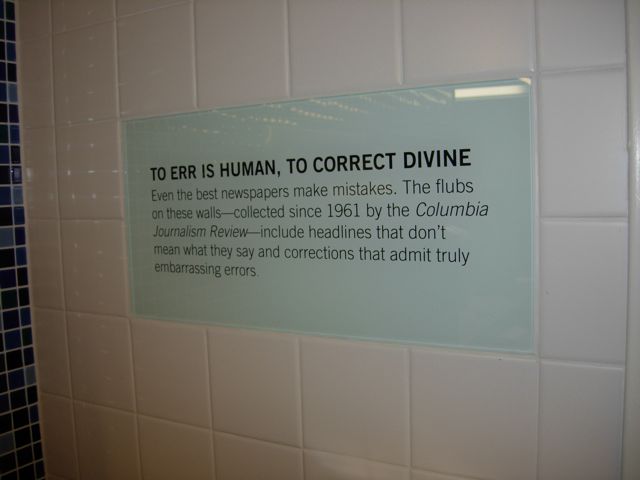 TO ERR IS HUMAN, TO CORRECT DIVINE
Even the best newspapers make mistakes. The flubs
on these walls—collected since 1961 by the Columbia
Journalism Review—include headlines that don't
mean what they say and corrections that admit truly
embarrassing errors.